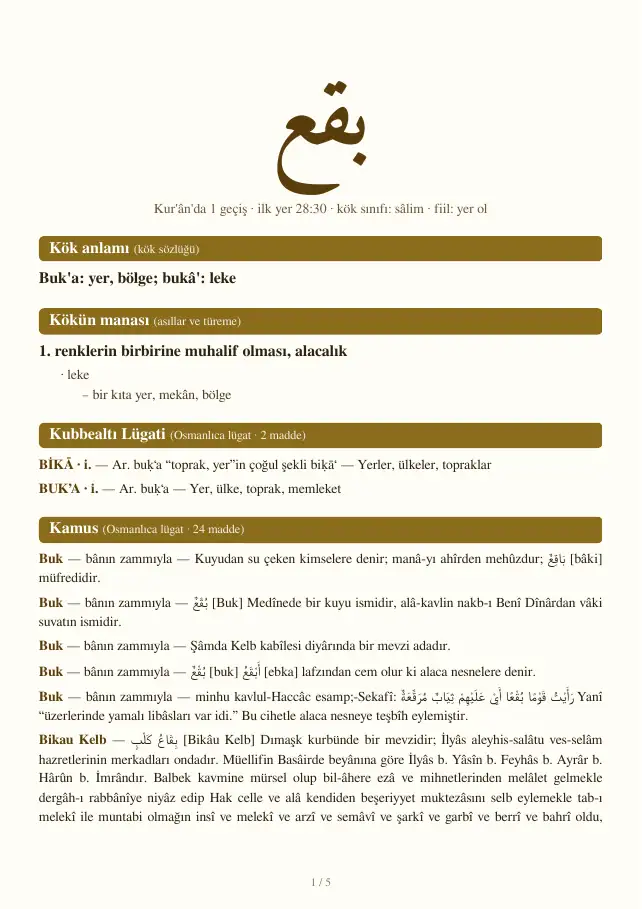 بقع
Kur'ân'da 1 geçiş · ilk yer 28:30 · kök sınıfı: sâlim · fiil: yer ol
Kök anlamı (kök sözlüğü)
Buk'a: yer, bölge; bukâ': leke
Kökün manası (asıllar ve türeme)
1. renklerin birbirine muhalif olması, alacalık
· leke
– bir kıta yer, mekân, bölge
Kubbealtı Lügati (Osmanlıca lügat · 2 madde)
BİKĀ · i. — Ar. buḳ‘a “toprak, yer”in çoğul şekli biḳā‘ — Yerler, ülkeler, topraklar
BUK’A · i. — Ar. buḳ‘a — Yer, ülke, toprak, memleket
Kamus (Osmanlıca lügat · 24 madde)
Buk — bânın zammıyla — Kuyudan su çeken kimselere denir; manâ-yı ahîrden mehûzdur; بَاقِعٌ [bâki]
müfredidir.
Buk — bânın zammıyla — بُقْعٌ [Buk] Medînede bir kuyu ismidir, alâ-kavlin nakb-ı Benî Dînârdan vâki
suvatın ismidir.
Buk — bânın zammıyla — Şâmda Kelb kabîlesi diyârında bir mevzi adadır.
Buk — bânın zammıyla — بُقْعٌ [buk] أَبْقَعُ [ebka] lafzından cem olur ki alaca nesnelere denir.
Buk — bânın zammıyla — minhu kavlul-Haccâc esamp;-Sekafî: رَأَيْتُ قَوْمًا بُقْعًا أَيْ عَلَيْهِمْ ثِيَابٌ مُرَقَّعَةٌ Yanî
“üzerlerinde yamalı libâsları var idi.” Bu cihetle alaca nesneye teşbîh eylemiştir.
Bikau Kelb — بِقَاعُ كَلْبٍ [Bikâu Kelb] Dımaşk kurbünde bir mevzidir; İlyâs aleyhis-salâtu ves-selâm
hazretlerinin merkadları ondadır. Müellifin Basâirde beyânına göre İlyâs b. Yâsîn b. Feyhâs b. Ayrâr b.
Hârûn b. İmrândır. Balbek kavmine mürsel olup bil-âhere ezâ ve mihnetlerinden melâlet gelmekle
dergâh-ı rabbânîye niyâz edip Hak celle ve alâ kendiden beşeriyyet muktezâsını selb eylemekle tab-ı
melekî ile muntabi olmağın insî ve melekî ve arzî ve semâvî ve şarkî ve garbî ve berrî ve bahrî oldu,
1 / 5